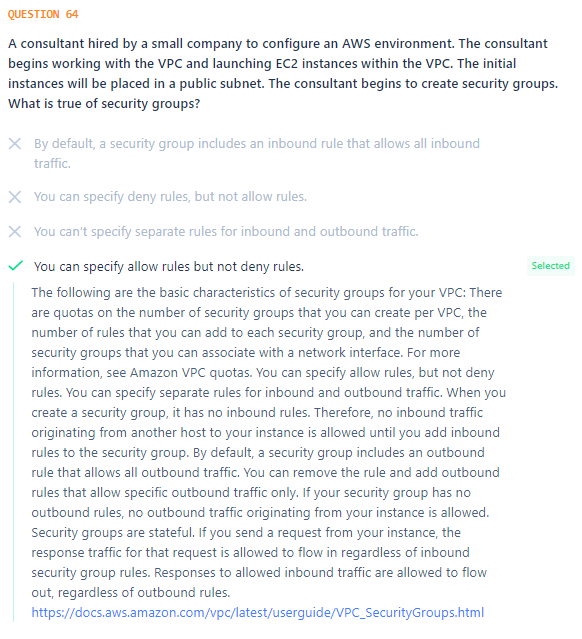 QUESTION 64
A consultant hired by a small company to configure an AWS environment. The consultant
begins working with the VPC and launching EC2 instances within the VPC. The initial
instances will be placed in a public subnet. The consultant begins to create security groups.
What is true of security groups?
By default, a security group includes an inbound rule that allows all inbound
traffic.
You can specify deny rules, but not allow rules.
You can't specify separate rules for inbound and outbound traffic.
You can specify allow rules but not deny rules.
Selected
The following are the basic characteristics of security groups for your VPC: There
are quotas on the number of security groups that you can create per VPC, the
number of rules that you can add to each security group, and the number of
security groups that you can associate with a network interface. For more
information, see Amazon VPC quotas. You can specify allow rules, but not deny
rules. You can specify separate rules for inbound and outbound traffic. When you
create a security group, it has no inbound rules. Therefore, no inbound traffic
originating from another host to your instance is allowed until you add inbound
rules to the security group. By default, a security group includes an outbound
rule that allows all outbound traffic. You can remove the rule and add outbound
rules that allow specific outbound traffic only. If your security group has no
outbound rules, no outbound traffic originating from your instance is allowed.
Security groups are stateful. If you send a request from your instance, the
response traffic for that request is allowed to flow in regardless of inbound
security group rules. Responses to allowed inbound traffic are allowed to flow
out, regardless of outbound rules.
https://docs.aws.amazon.com/vpc/latest/userguide/VPC_SecurityGroups.html